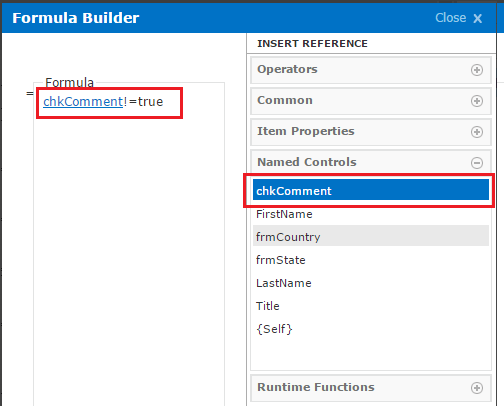 Formula Builder
Close X
Formula
=
chkComment!=true
INSERT REFERENCE
Operators
Common
Item Properties
Named Controls
chkComment
FirstName
frmCountry
frmState
LastName
Title
{Self}
Runtime Functions